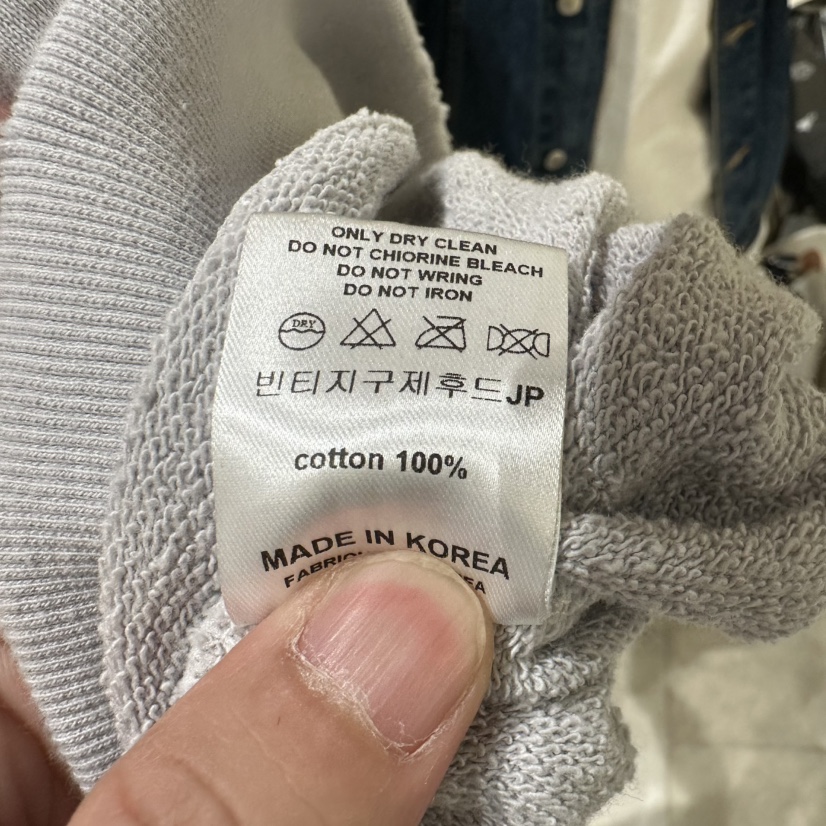 ONLY DRY CLEAN
DO NOT CHIORINE BLEACH
DO NOT WRING
DO NOT IRON
DRY
빈티지구제후드JP
cotton 100%
MADE IN KOREA